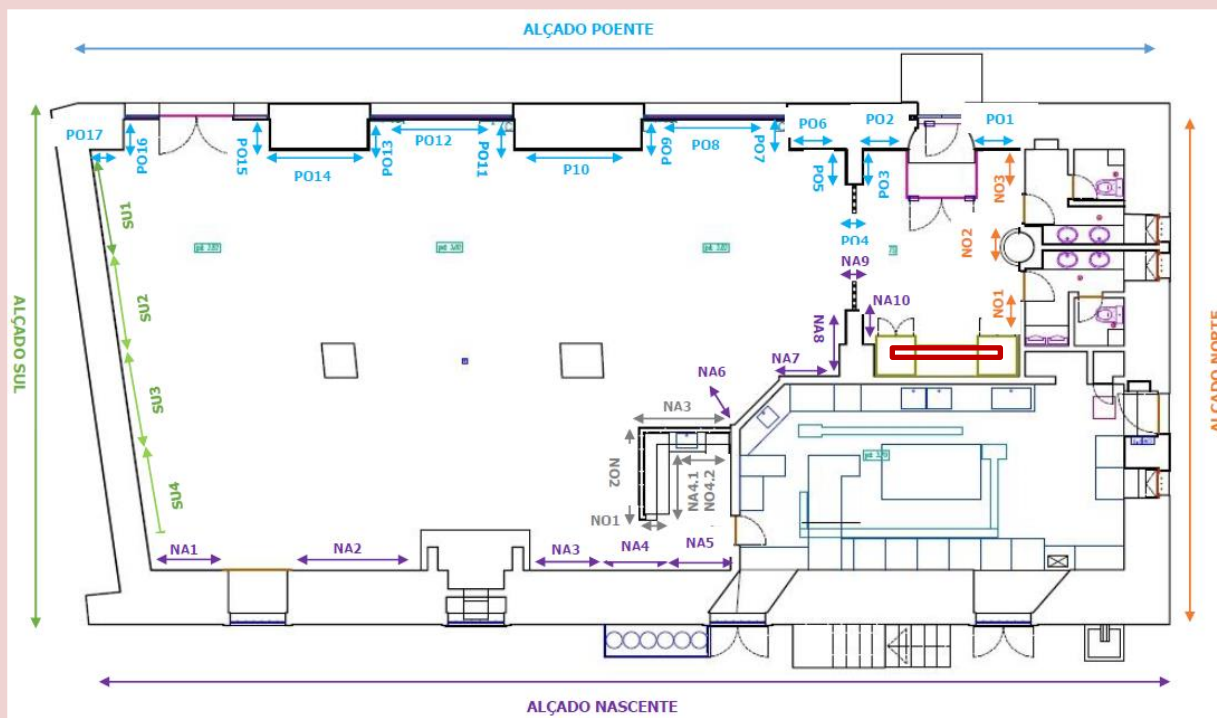 ALÇADO POENTE
PO17
PO16
PO15
PO14
PO13
PO12
PO11
P10
PO9
PO8
PO7
PO6
PO5
PO2
PO3
PO1
NO3
PO4
NO2
NA9
NA10
NO1
NA8
NA7
NA6
SU1
SU2
SU3
SU4
ALÇADO SUL
ALÇADO NORTE
NA3
NO2
NA4.1
NO4.2
NO1
NA1
NA2
NA3
NA4
NA5
ALÇADO NASCENTE